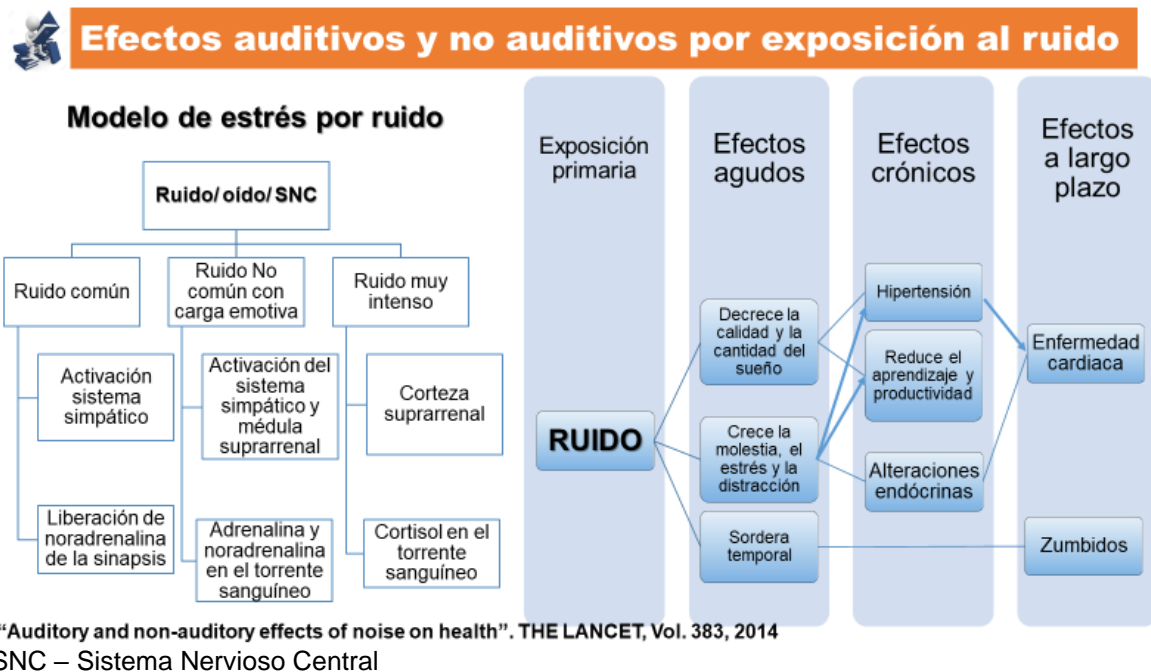 Efectos auditivos y no auditivos por exposición al ruido
Modelo de estrés por ruido
Ruido/ oído/ SNC
Ruido común
Ruido No
común con
carga emotiva
Ruido muy
intenso
Activación
sistema
simpático
Activación del
sistema
simpático y
médula
suprarrenal
Corteza
suprarrenal
Liberación de
noradrenalina
de la sinapsis
Adrenalina y
noradrenalina
en el torrente
sanguíneo
Cortisol en el
torrente
sanguíneo
Exposición
primaria
RUIDO
Efectos
agudos
Decrece la
calidad y la
cantidad del
sueño
Crece la
molestia, el
estrés y la
distracción
Sordera
temporal
Efectos
crónicos
Hipertensión
Reduce el
aprendizaje y
productividad
Alteraciones
endócrinas
Efectos
a largo
plazo
Enfermedad
cardiaca
Zumbidos
“Auditory and non-auditory effects of noise on health”. THE LANCET, Vol. 383, 2014
SNC – Sistema Nervioso Central